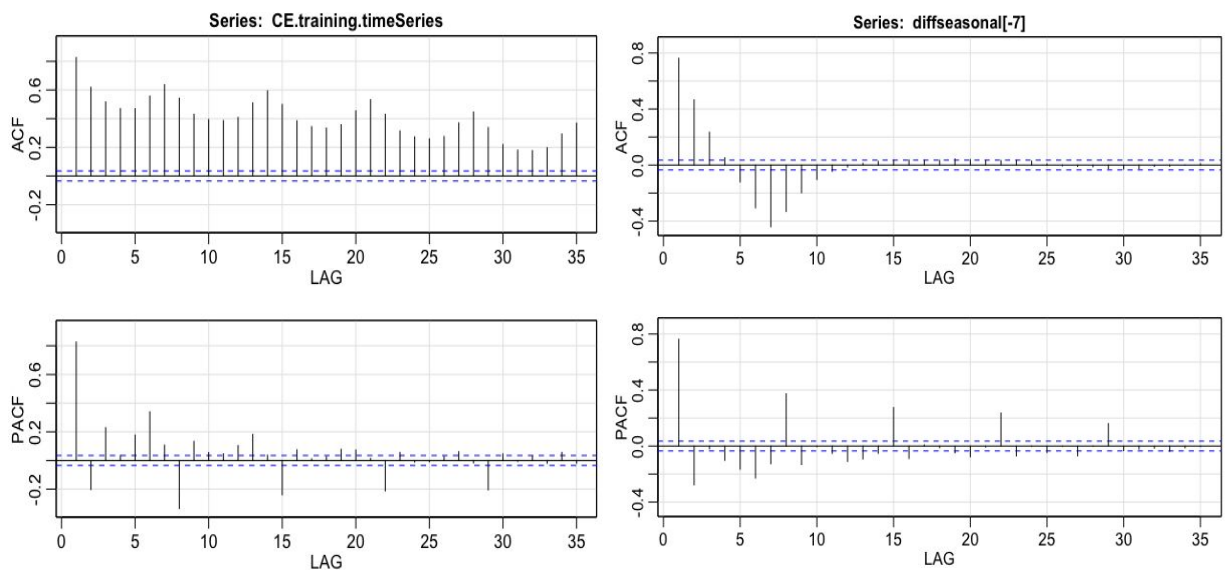 Series: CE.training.timeSeries
ACF
-0.2 0.2 0.6
0 5 10 15 20 25 30 35
LAG
PACF
-0.2 0.2 0.6
0 5 10 15 20 25 30 35
LAG
Series: diffseasonal[-7]
ACF
-0.4 0.0 0.4 0.8
0 5 10 15 20 25 30 35
LAG
PACF
-0.4 0.0 0.4 0.8
0 5 10 15 20 25 30 35
LAG